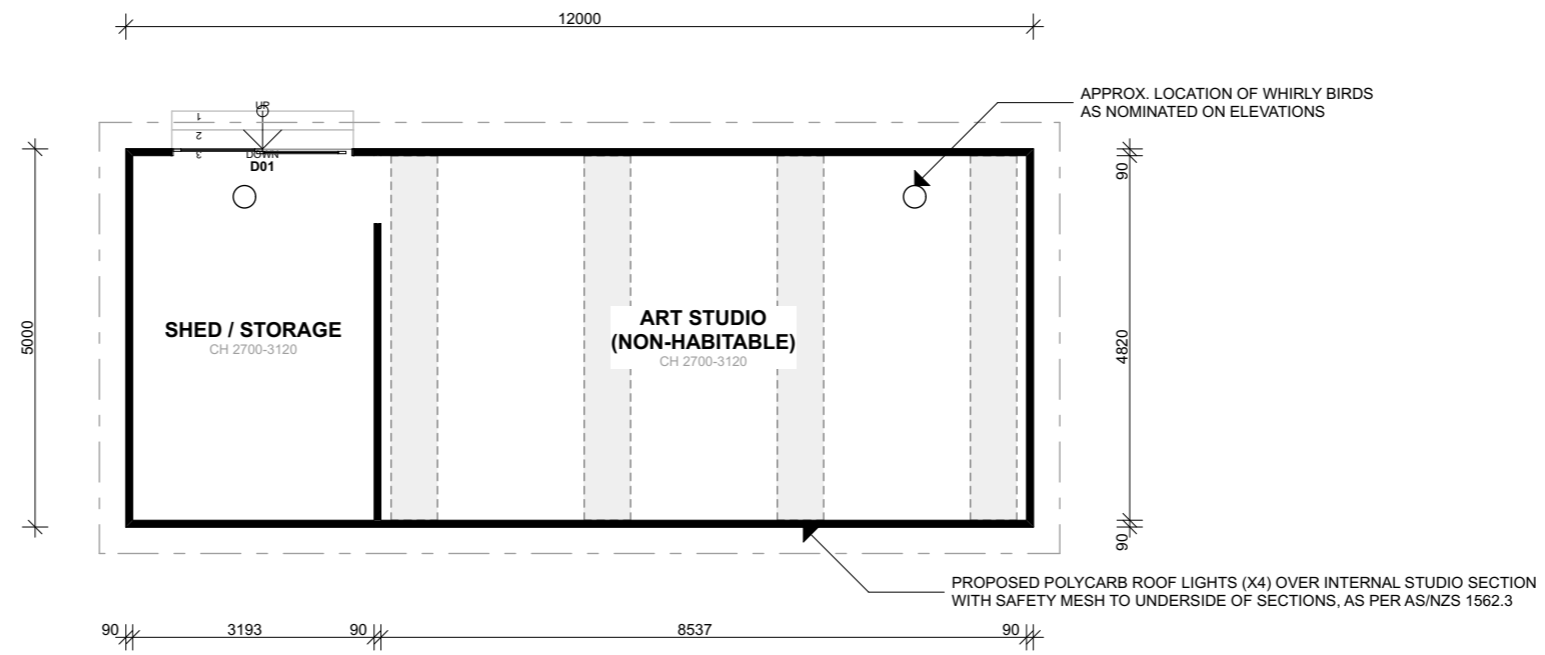 12000
APPROX. LOCATION OF WHIRLY BIRDS
AS NOMINATED ON ELEVATIONS
UP
1
2
3
DOWN
D01
90
5000
SHED / STORAGE
CH 2700-3120
ART STUDIO
(NON-HABITABLE)
CH 2700-3120
4820
90
PROPOSED POLYCARB ROOF LIGHTS (X4) OVER INTERNAL STUDIO SECTION
WITH SAFETY MESH TO UNDERSIDE OF SECTIONS, AS PER AS/NZS 1562.3
90 3193 90 8537 90